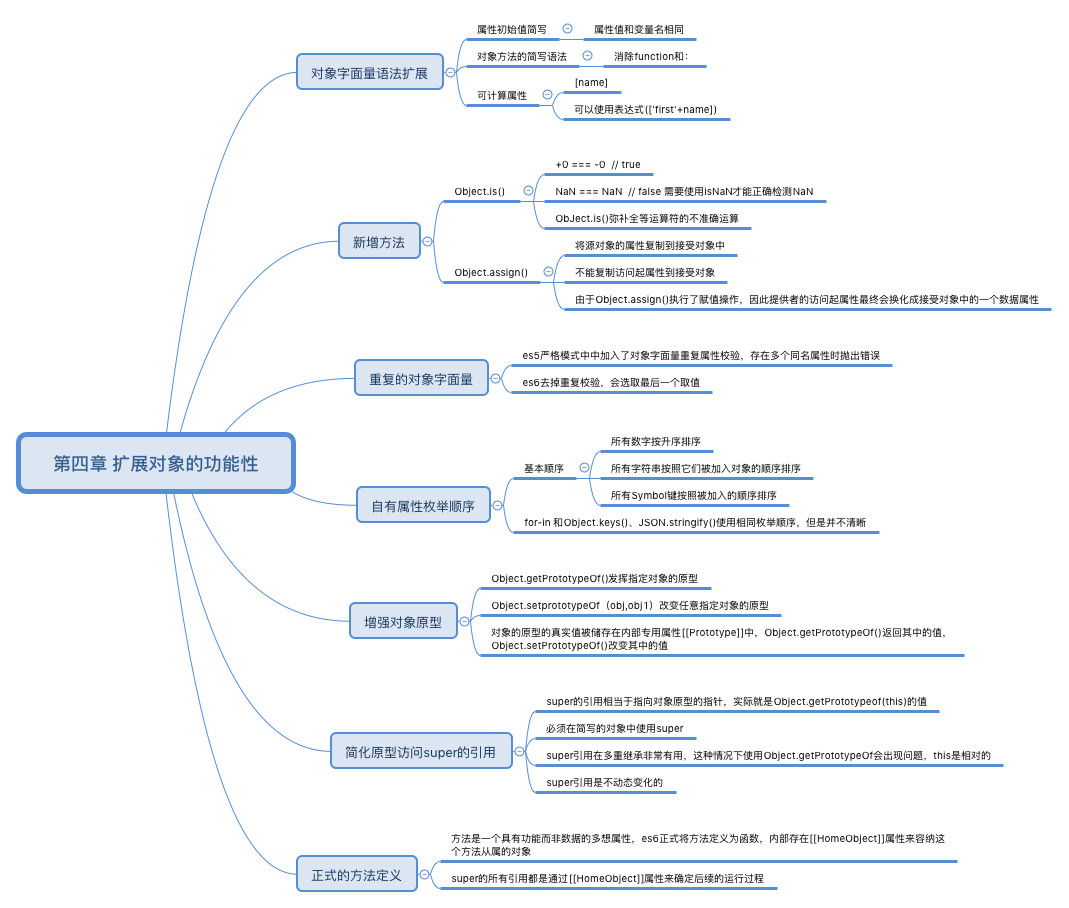 第四章 扩展对象的功能性
对象字面量语法扩展
属性初始值简写
属性值和变量名相同
对象方法的简写语法
消除function和:
可计算属性
[name]
可以使用表达式(['first'+name])
新增方法
Object.is()
+0 === -0  // true
NaN === NaN  // false 需要使用isNaN才能正确检测NaN
ObJect.is()弥补全等运算符的不准确运算
Object.assign()
将源对象的属性复制到接受对象中
不能复制访问起属性到接受对象
由于Object.assign()执行了赋值操作，因此提供者的访问起属性最终会换化成接受对象中的一个数据属性
重复的对象字面量
es5严格模式中中加入了对象字面量重复属性校验，存在多个同名属性时抛出错误
es6去掉重复校验，会选取最后一个取值
自有属性枚举顺序
基本顺序
所有数字按升序排序
所有字符串按照它们被加入对象的顺序排序
所有Symbol键按照被加入的顺序排序
for-in 和Object.keys()、JSON.stringify()使用相同枚举顺序，但是并不清晰
增强对象原型
Object.getPrototypeOf()发挥指定对象的原型
Object.setprototypeOf（obj,obj1）改变任意指定对象的原型
对象的原型的真实值被储存在内部专用属性[[Prototype]]中，Object.getPrototypeOf()返回其中的值，
Object.setPrototypeOf()改变其中的值
简化原型访问super的引用
super的引用相当于指向对象原型的指针，实际就是Object.getPrototypeof(this)的值
必须在简写的对象中使用super
super引用在多重继承非常有用，这种情况下使用Object.getPrototypeOf会出现问题，this是相对的
super引用是不动态变化的
正式的方法定义
方法是一个具有功能而非数据的多想属性，es6正式将方法定义为函数，内部存在[[HomeObject]]属性来容纳这
个方法从属的对象
super的所有引用都是通过[[HomeObject]]属性来确定后续的运行过程